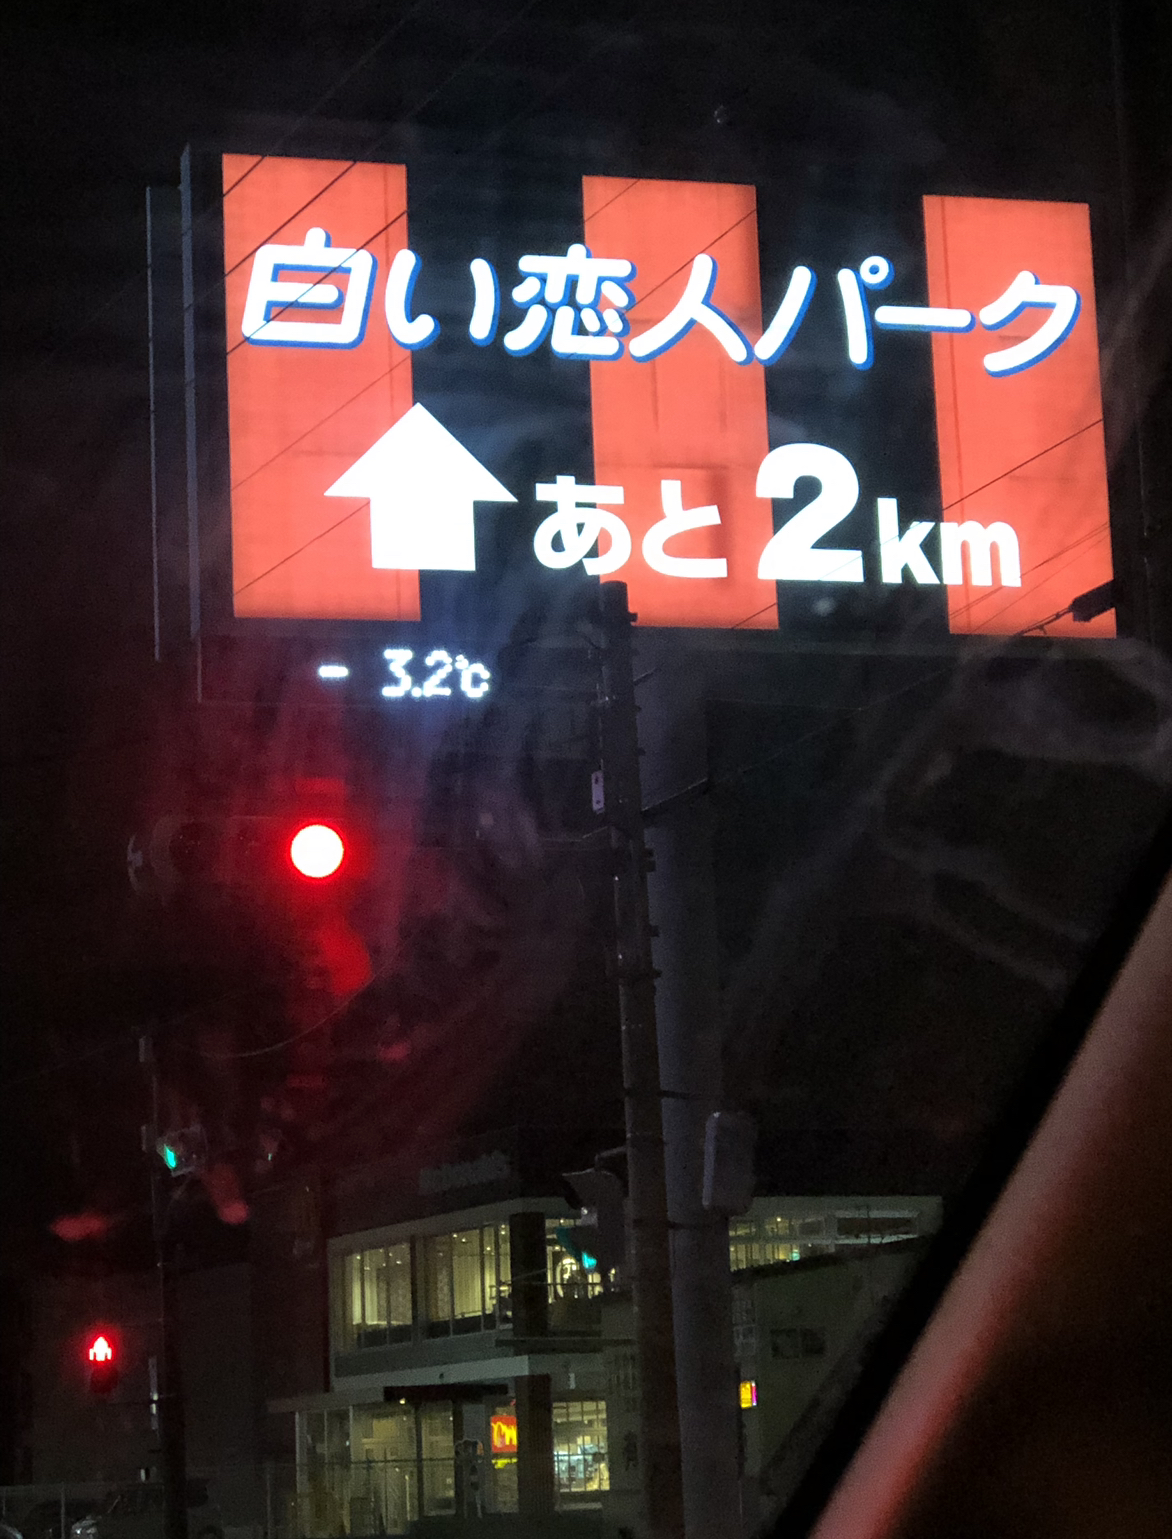 白い恋人パーク
あと2km
- 3.2℃